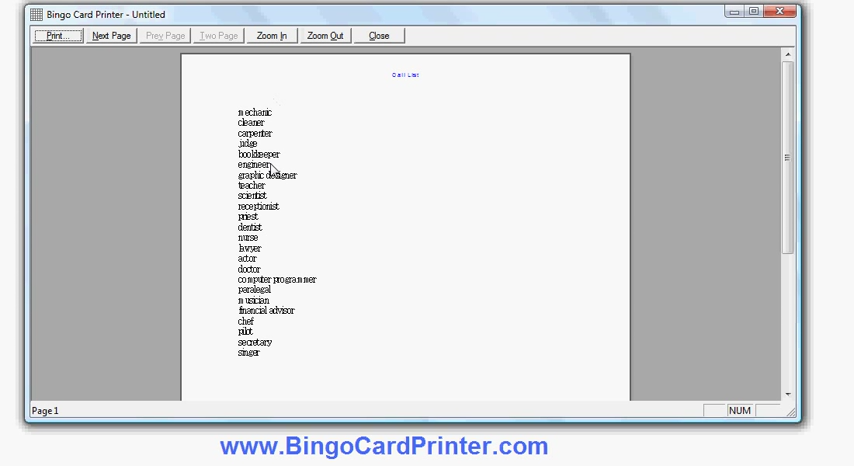 Bingo Card Printer - Untitled
Print... Next Page Prev Page Two Page Zoom In Zoom Out Close
Call List
mechanic
cleaner
carpenter
judge
bookkeeper
engineer
graphic designer
teacher
scientist
receptionist
priest
dentist
nurse
lawyer
actor
doctor
computer programmer
paralegal
musician
financial advisor
chef
pilot
secretary
singer
Page 1 NUM
www.BingoCardPrinter.com